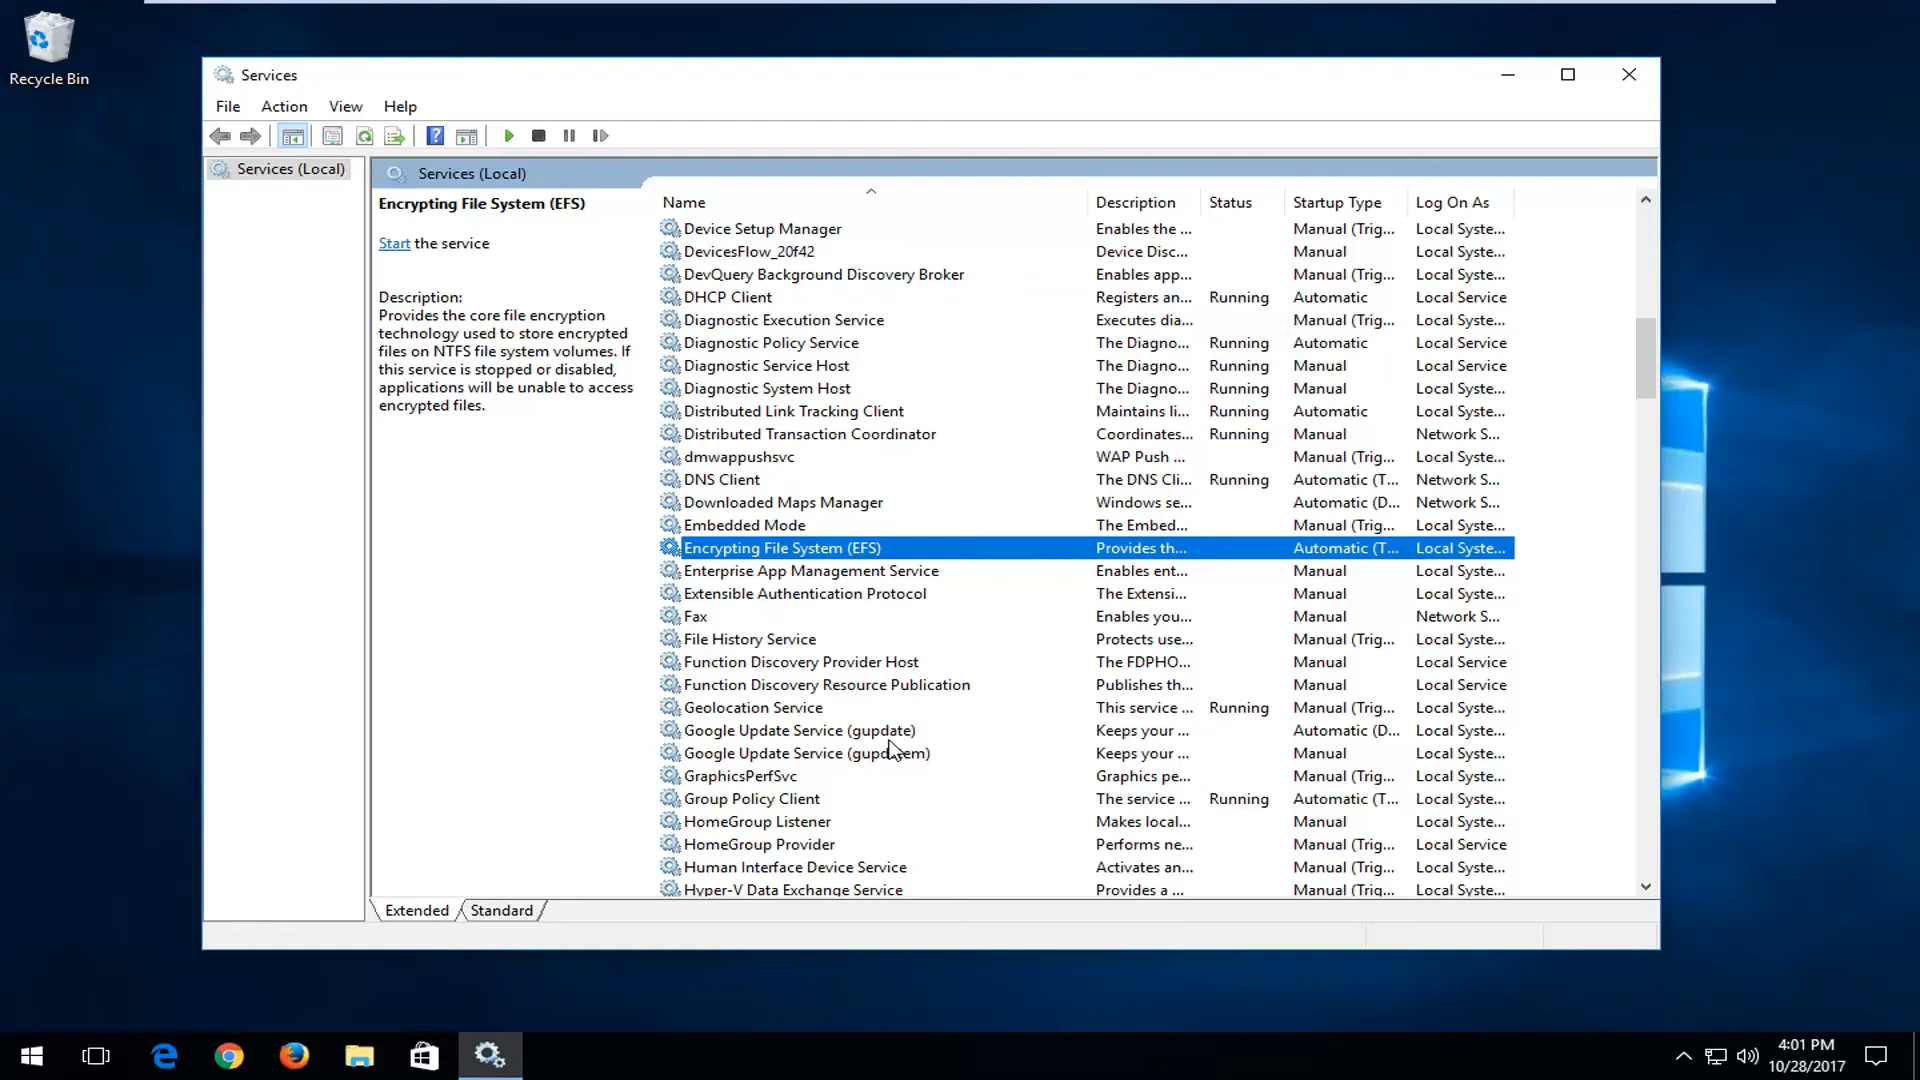 Recycle Bin
Services
File Action View Help
Services (Local)
Services (Local)
Encrypting File System (EFS)
Start the service
Description:
Provides the core file encryption
technology used to store encrypted
files on NTFS file system volumes. If
this service is stopped or disabled,
applications will be unable to access
encrypted files.
Name Description Status Startup Type Log On As
Device Setup Manager Enables the ... Manual (Trig... Local Syste...
DevicesFlow_20f42 Device Disc... Manual Local Syste...
DevQuery Background Discovery Broker Enables app... Manual (Trig... Local Syste...
DHCP Client Registers an... Running Automatic Local Service
Diagnostic Execution Service Executes dia... Manual (Trig... Local Syste...
Diagnostic Policy Service The Diagno... Running Automatic Local Service
Diagnostic Service Host The Diagno... Running Manual Local Service
Diagnostic System Host The Diagno... Running Manual Local Syste...
Distributed Link Tracking Client Maintains li... Running Automatic Local Syste...
Distributed Transaction Coordinator Coordinates... Running Manual Network S...
dmwappushsvc WAP Push ... Manual (Trig... Local Syste...
DNS Client The DNS Cli... Running Automatic (T... Network S...
Downloaded Maps Manager Windows se... Automatic (D... Network S...
Embedded Mode The Embed... Manual (Trig... Local Syste...
Encrypting File System (EFS) Provides th... Automatic (T... Local Syste...
Enterprise App Management Service Enables ent... Manual Local Syste...
Extensible Authentication Protocol The Extensi... Manual Local Syste...
Fax Enables you... Manual Network S...
File History Service Protects use... Manual (Trig... Local Syste...
Function Discovery Provider Host The FDPHO... Manual Local Service
Function Discovery Resource Publication Publishes th... Manual Local Service
Geolocation Service This service ... Running Manual (Trig... Local Syste...
Google Update Service (gupdate) Keeps your ... Automatic (D... Local Syste...
Google Update Service Keeps your ... Manual Local Syste...
GraphicsPerfSvc Graphics pe... Manual (Trig... Local Syste...
Group Policy Client The service ... Running Automatic (T... Local Syste...
HomeGroup Listener Makes local... Manual Local Syste...
HomeGroup Provider Performs ne... Manual (Trig... Local Service
Human Interface Device Service Activates an... Manual (Trig... Local Syste...
Hyper-V Data Exchange Service Provides a ... Manual (Trig... Local Syste...
Extended Standard
4:01 PM
10/28/2017